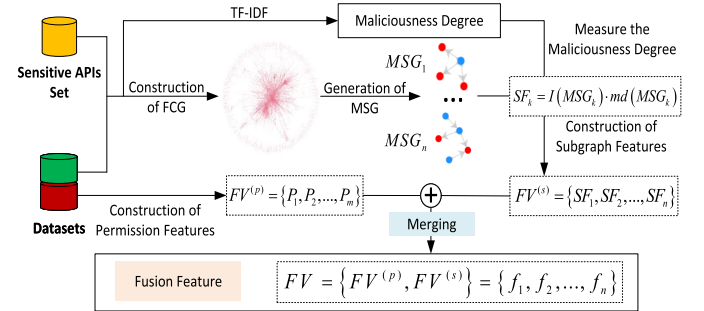 TF-IDF
Maliciousness Degree
Measure the
Maliciousness Degree
Sensitive APIs
Set
Construction
of FCG
Generation of
MSG
MSG₁
...
MSGₙ
SFₖ = I(MSGₖ)·md(MSGₖ)
Construction of
Subgraph Features
Datasets
Construction of
Permission Features
FV⁽ᵖ⁾ = {P₁, P₂, ..., Pₘ}
+
FV⁽ˢ⁾ = {SF₁, SF₂, ..., SFₙ}
Merging
Fusion Feature
FV = {FV⁽ᵖ⁾, FV⁽ˢ⁾} = {f₁, f₂, ..., fₙ}